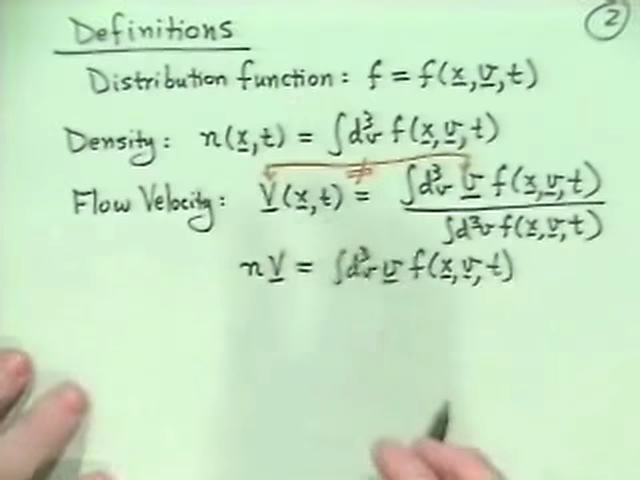 ②
Definitions
Distribution function: f = f(x̲, v̲, t)
Density: n(x̲, t) = ∫d³v f(x̲, v̲, t)
≠
Flow Velocity: V̲(x̲, t) = ∫d³v v̲ f(x̲, v̲, t) / ∫d³v f(x̲, v̲, t)
nV̲ = ∫d³v v̲ f(x̲, v̲, t)